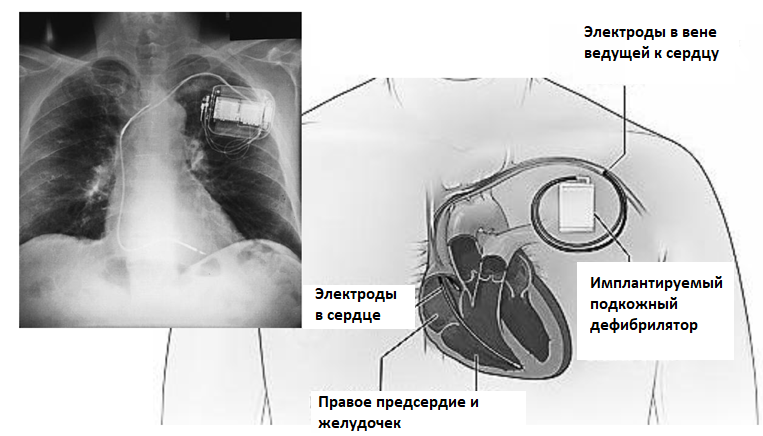 Электроды в вене
ведущей к сердцу
Имплантируемый
подкожный
дефибрилятор
Электроды
в сердце
Правое предсердие и
желудочек